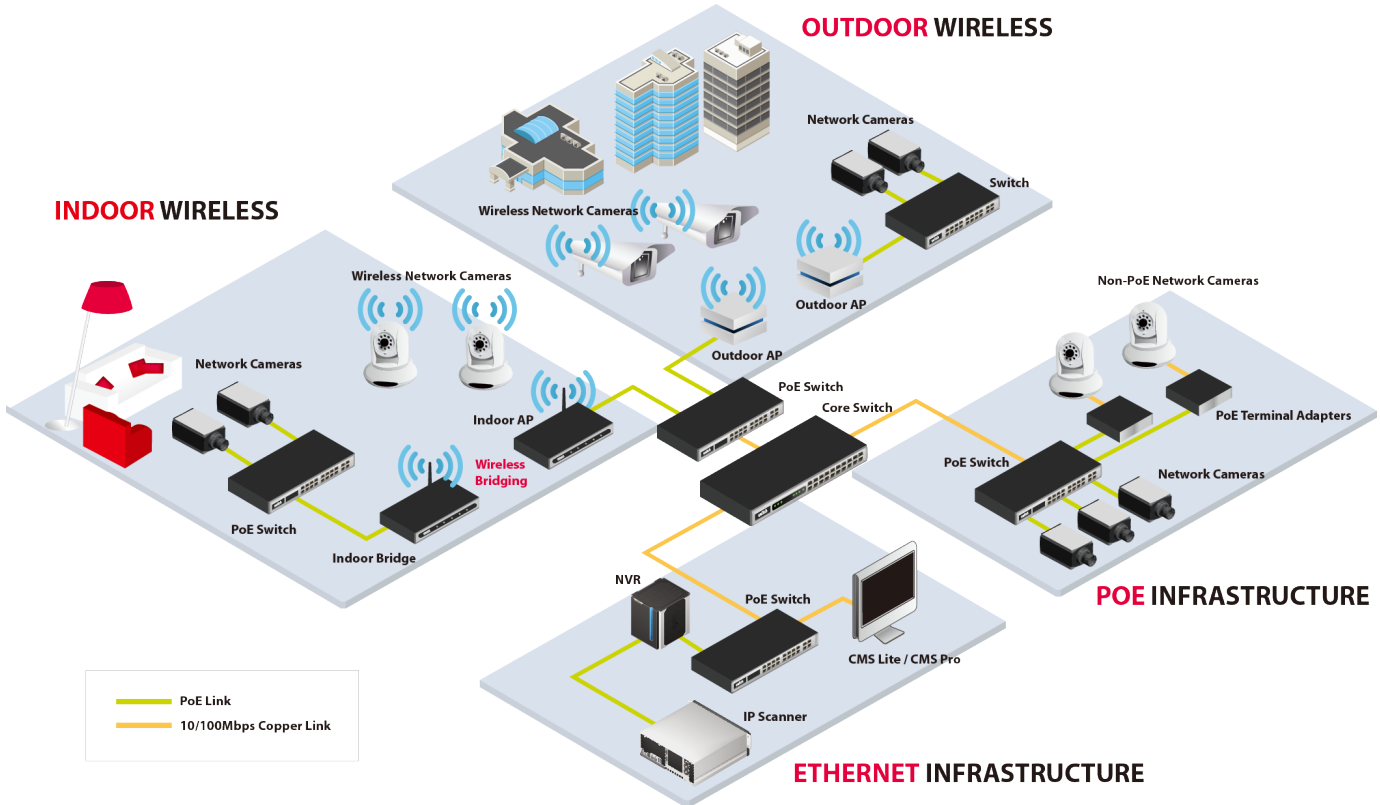 OUTDOOR WIRELESS
Network Cameras
Switch
Wireless Network Cameras
Outdoor AP
Outdoor AP
INDOOR WIRELESS
Wireless Network Cameras
Network Cameras
Indoor AP
Wireless
Bridging
PoE Switch
Indoor Bridge
PoE Switch
Core Switch
Non-PoE Network Cameras
PoE Terminal Adapters
PoE Switch
Network Cameras
POE INFRASTRUCTURE
NVR
PoE Switch
CMS Lite / CMS Pro
IP Scanner
ETHERNET INFRASTRUCTURE
PoE Link
10/100Mbps Copper Link